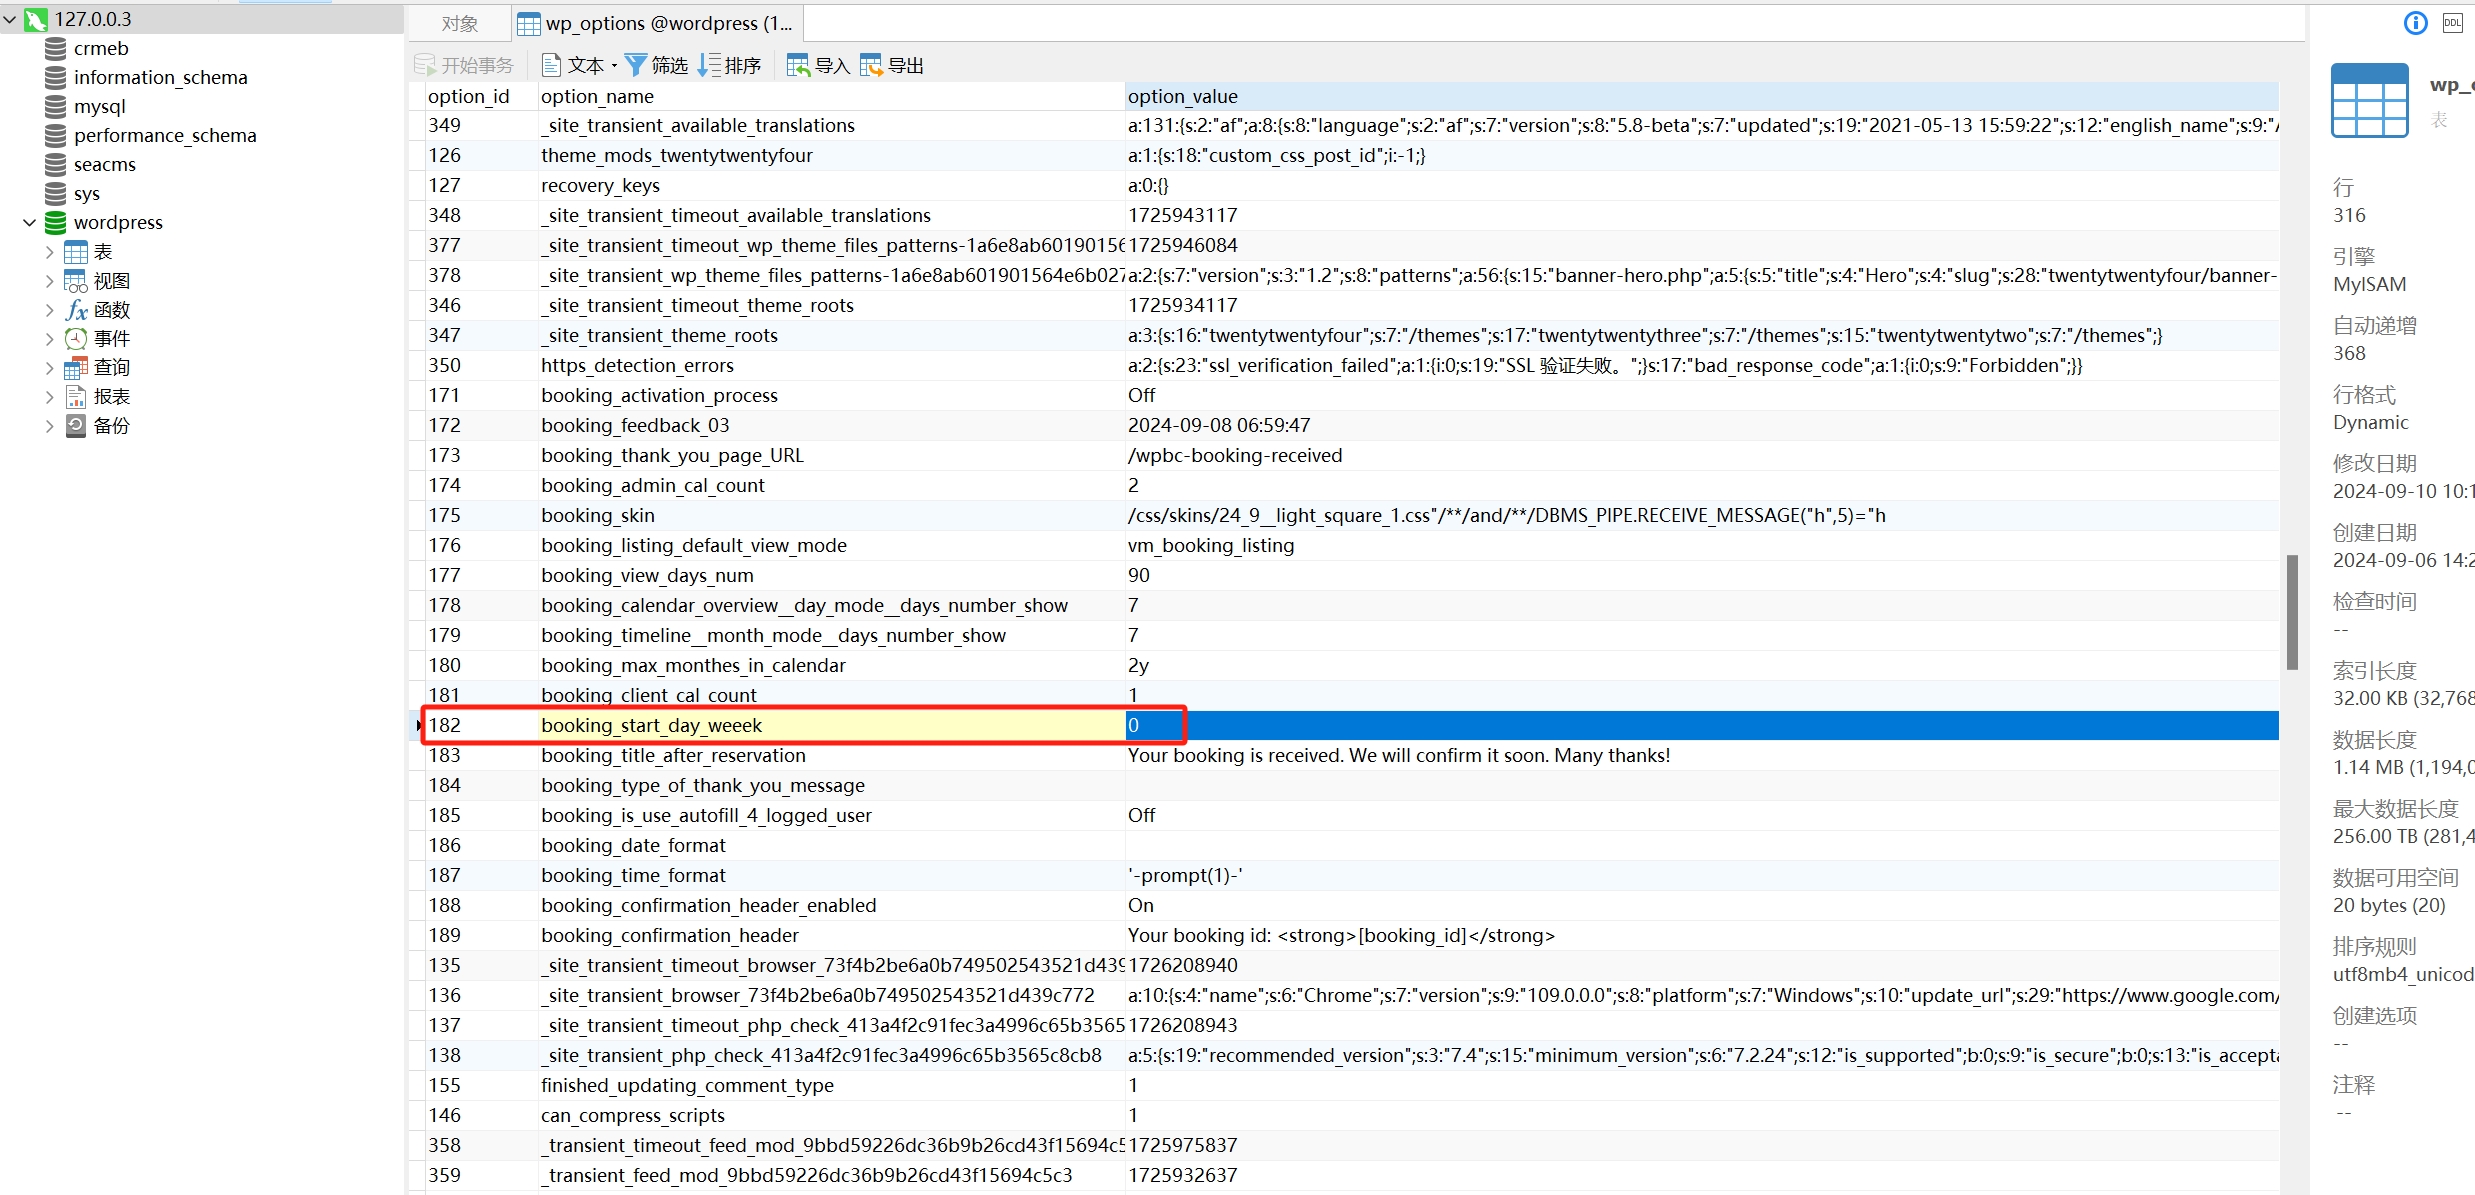 127.0.0.3
crmeb
information_schema
mysql
performance_schema
seacms
sys
wordpress
表
视图
函数
事件
查询
报表
备份
对象
wp_options @wordpress (1...
开始事务
文本
筛选
排序
导入
导出
option_id option_name option_value
349 _site_transient_available_translations a:131:{s:2:"af";a:8:{s:8:"language";s:2:"af";s:7:"version";s:8:"5.8-beta";s:7:"updated";s:19:"2021-05-13 15:59:22";s:12:"english_name";s:9:"
126 theme_mods_twentytwentyfour a:1:{s:18:"custom_css_post_id";i:-1;}
127 recovery_keys a:0:{}
348 _site_transient_timeout_available_translations 1725943117
377 _site_transient_timeout_wp_theme_files_patterns-1a6e8ab60190156 1725946084
378 _site_transient_wp_theme_files_patterns-1a6e8ab601901564e6b027 a:2:{s:7:"version";s:3:"1.2";s:8:"patterns";a:56:{s:15:"banner-hero.php";a:5:{s:5:"title";s:4:"Hero";s:4:"slug";s:28:"twentytwentyfour/banner-
346 _site_transient_timeout_theme_roots 1725934117
347 _site_transient_theme_roots a:3:{s:16:"twentytwentyfour";s:7:"/themes";s:17:"twentytwentythree";s:7:"/themes";s:15:"twentytwentytwo";s:7:"/themes";}
350 https_detection_errors a:2:{s:23:"ssl_verification_failed";a:1:{i:0;s:19:"SSL 验证失败。";}s:17:"bad_response_code";a:1:{i:0;s:9:"Forbidden";}}
171 booking_activation_process Off
172 booking_feedback_03 2024-09-08 06:59:47
173 booking_thank_you_page_URL /wpbc-booking-received
174 booking_admin_cal_count 2
175 booking_skin /css/skins/24_9__light_square_1.css"/**/and/**/DBMS_PIPE.RECEIVE_MESSAGE("h",5)="h
176 booking_listing_default_view_mode vm_booking_listing
177 booking_view_days_num 90
178 booking_calendar_overview__day_mode__days_number_show 7
179 booking_timeline__month_mode__days_number_show 7
180 booking_max_monthes_in_calendar 2y
181 booking_client_cal_count 1
182 booking_start_day_weeek 0
183 booking_title_after_reservation Your booking is received. We will confirm it soon. Many thanks!
184 booking_type_of_thank_you_message
185 booking_is_use_autofill_4_logged_user Off
186 booking_date_format
187 booking_time_format '-prompt(1)-'
188 booking_confirmation_header_enabled On
189 booking_confirmation_header Your booking id: <strong>[booking_id]</strong>
135 _site_transient_timeout_browser_73f4b2be6a0b749502543521d439 1726208940
136 _site_transient_browser_73f4b2be6a0b749502543521d439c772 a:10:{s:4:"name";s:6:"Chrome";s:7:"version";s:9:"109.0.0.0";s:8:"platform";s:7:"Windows";s:10:"update_url";s:29:"https://www.google.com/
137 _site_transient_timeout_php_check_413a4f2c91fec3a4996c65b3565 1726208943
138 _site_transient_php_check_413a4f2c91fec3a4996c65b3565c8cb8 a:5:{s:19:"recommended_version";s:3:"7.4";s:15:"minimum_version";s:6:"7.2.24";s:12:"is_supported";b:0;s:9:"is_secure";b:0;s:13:"is_accepta
155 finished_updating_comment_type 1
146 can_compress_scripts 1
358 _transient_timeout_feed_mod_9bbd59226dc36b9b26cd43f15694c5 1725975837
359 _transient_feed_mod_9bbd59226dc36b9b26cd43f15694c5c3 1725932637
DDL
wp_
表
行
316
引擎
MyISAM
自动递增
368
行格式
Dynamic
修改日期
2024-09-10 10:1
创建日期
2024-09-06 14:2
检查时间
--
索引长度
32.00 KB (32,768
数据长度
1.14 MB (1,194,0
最大数据长度
256.00 TB (281,4
数据可用空间
20 bytes (20)
排序规则
utf8mb4_unicod
创建选项
--
注释
--